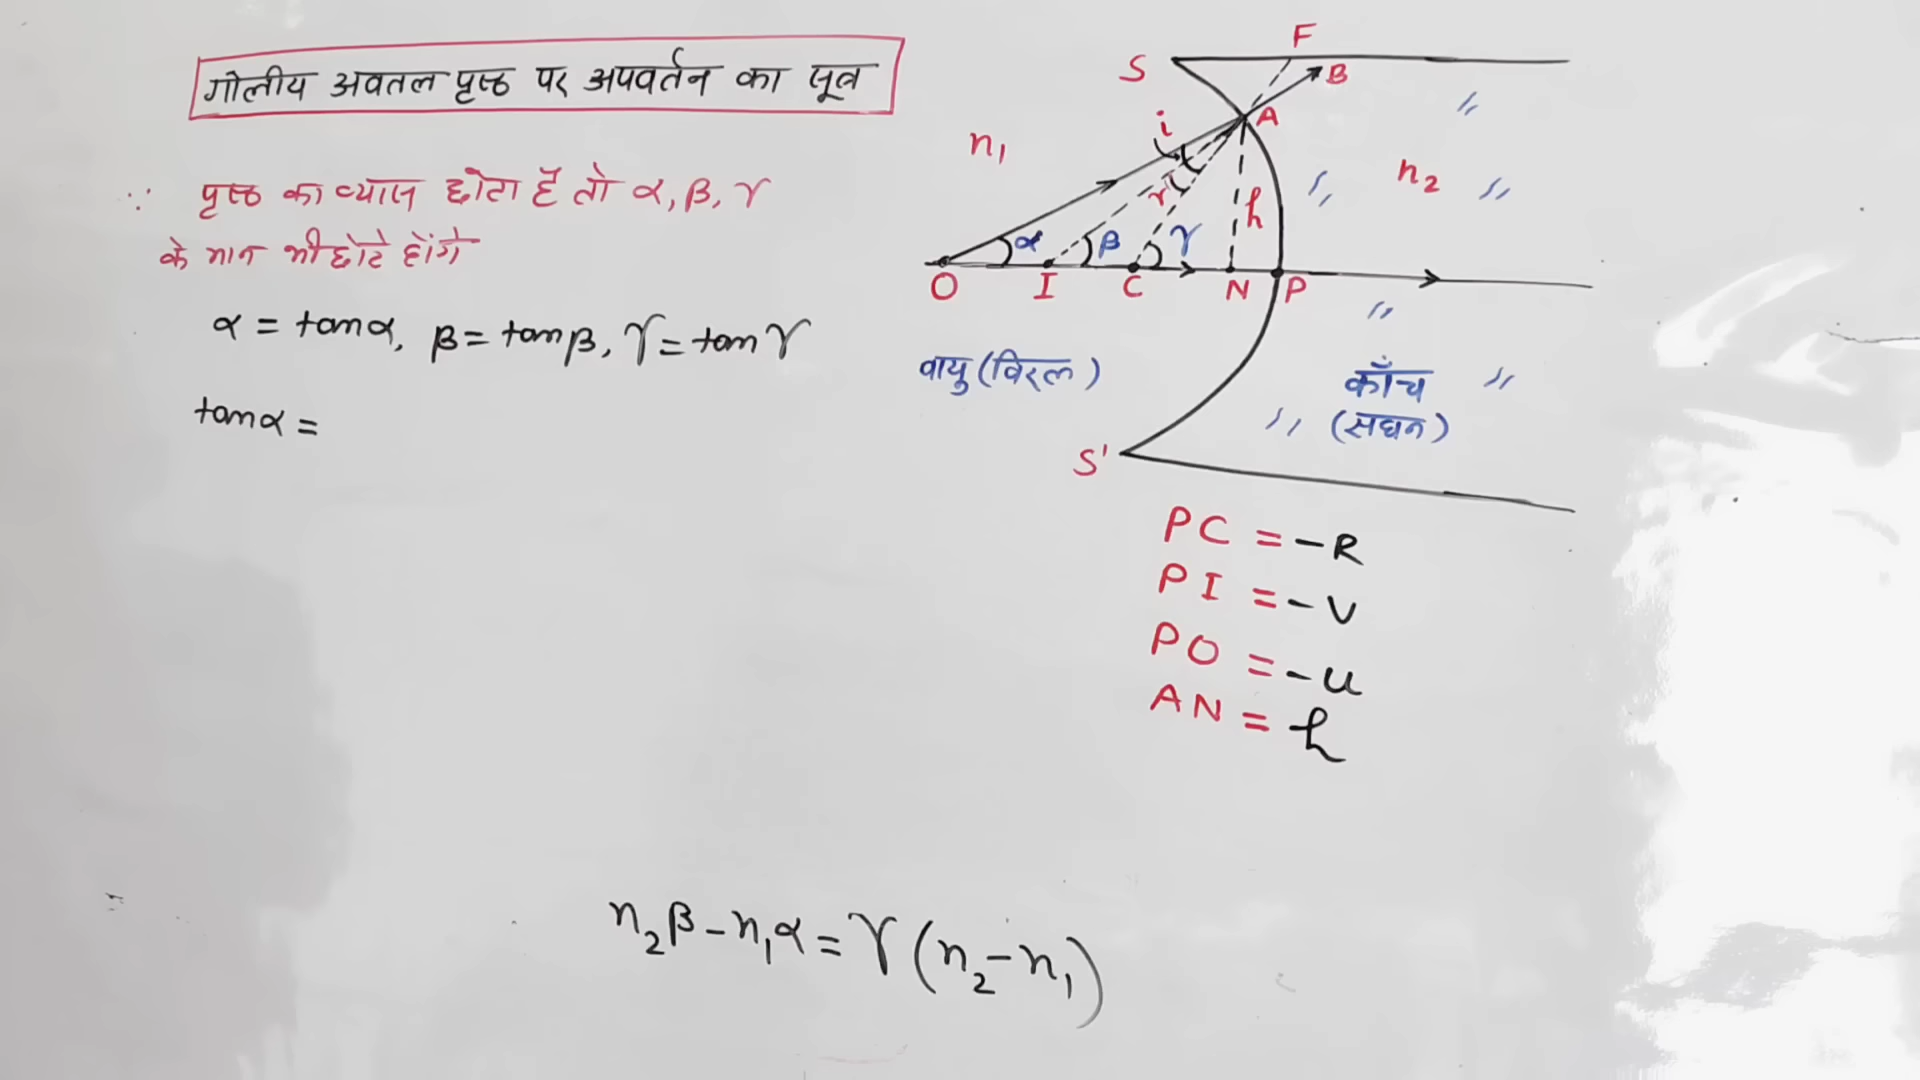 गोलीय अवतल पृष्ठ पर अपवर्तन का सूत्र
∵ पृष्ठ का व्यास छोटा है तो α, β, γ
के मान भी छोटे होंगे
α = tanα, β = tanβ, γ = tanγ
tanα =
S
F
B
A
i
n₁
n₂
r
h
α
β
γ
O I C N P
वायु (विरल)
काँच
(सघन)
S'
PC = -R
PI = -v
PO = -u
AN = h
n₂β - n₁α = γ (n₂ - n₁)